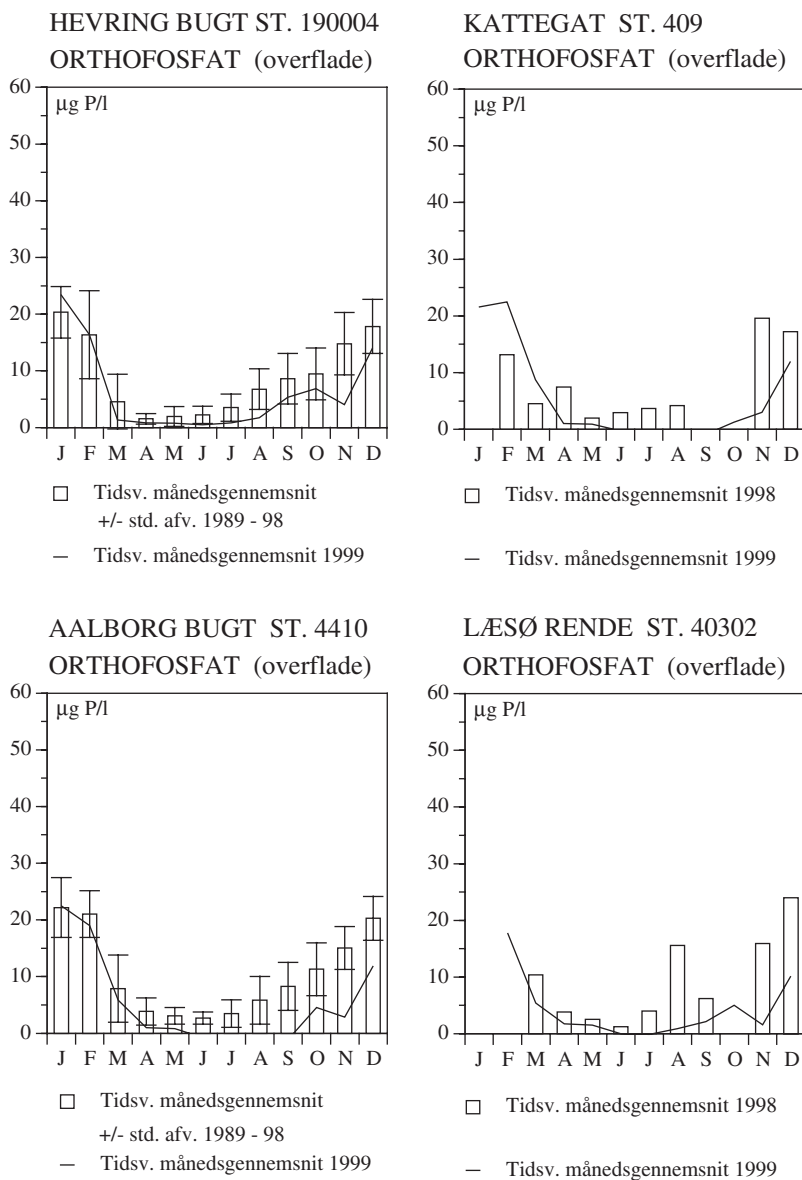 HEVRING BUGT ST. 190004
ORTHOFOSFAT (overflade)
µg P/l
60
50
40
30
20
10
0
J F M A M J J A S O N D
Tidsv. månedsgennemsnit
+/- std. afv. 1989 - 98
Tidsv. månedsgennemsnit 1999
KATTEGAT ST. 409
ORTHOFOSFAT (overflade)
µg P/l
60
50
40
30
20
10
0
J F M A M J J A S O N D
Tidsv. månedsgennemsnit 1998
Tidsv. månedsgennemsnit 1999
AALBORG BUGT ST. 4410
ORTHOFOSFAT (overflade)
µg P/l
60
50
40
30
20
10
0
J F M A M J J A S O N D
Tidsv. månedsgennemsnit
+/- std. afv. 1989 - 98
Tidsv. månedsgennemsnit 1999
LÆSØ RENDE ST. 40302
ORTHOFOSFAT (overflade)
µg P/l
60
50
40
30
20
10
0
J F M A M J J A S O N D
Tidsv. månedsgennemsnit 1998
Tidsv. månedsgennemsnit 1999